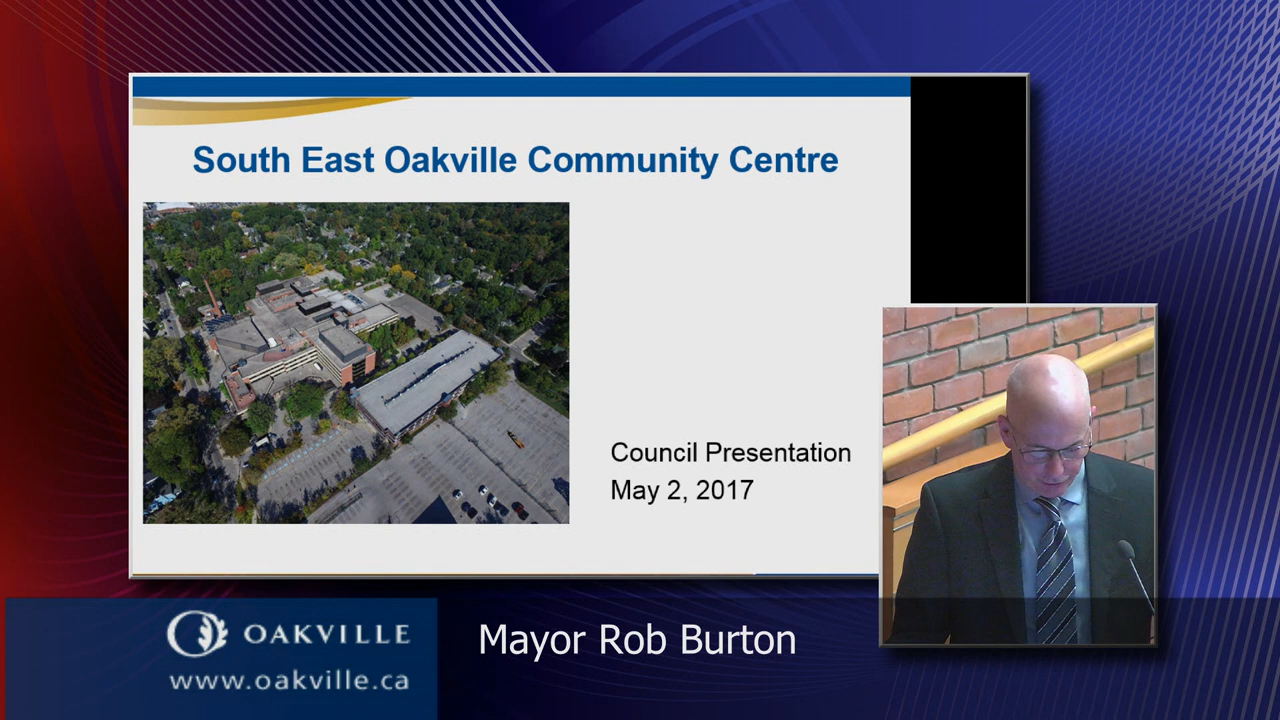 South East Oakville Community Centre
Council Presentation
May 2, 2017
OAKVILLE
www.oakville.ca
Mayor Rob Burton